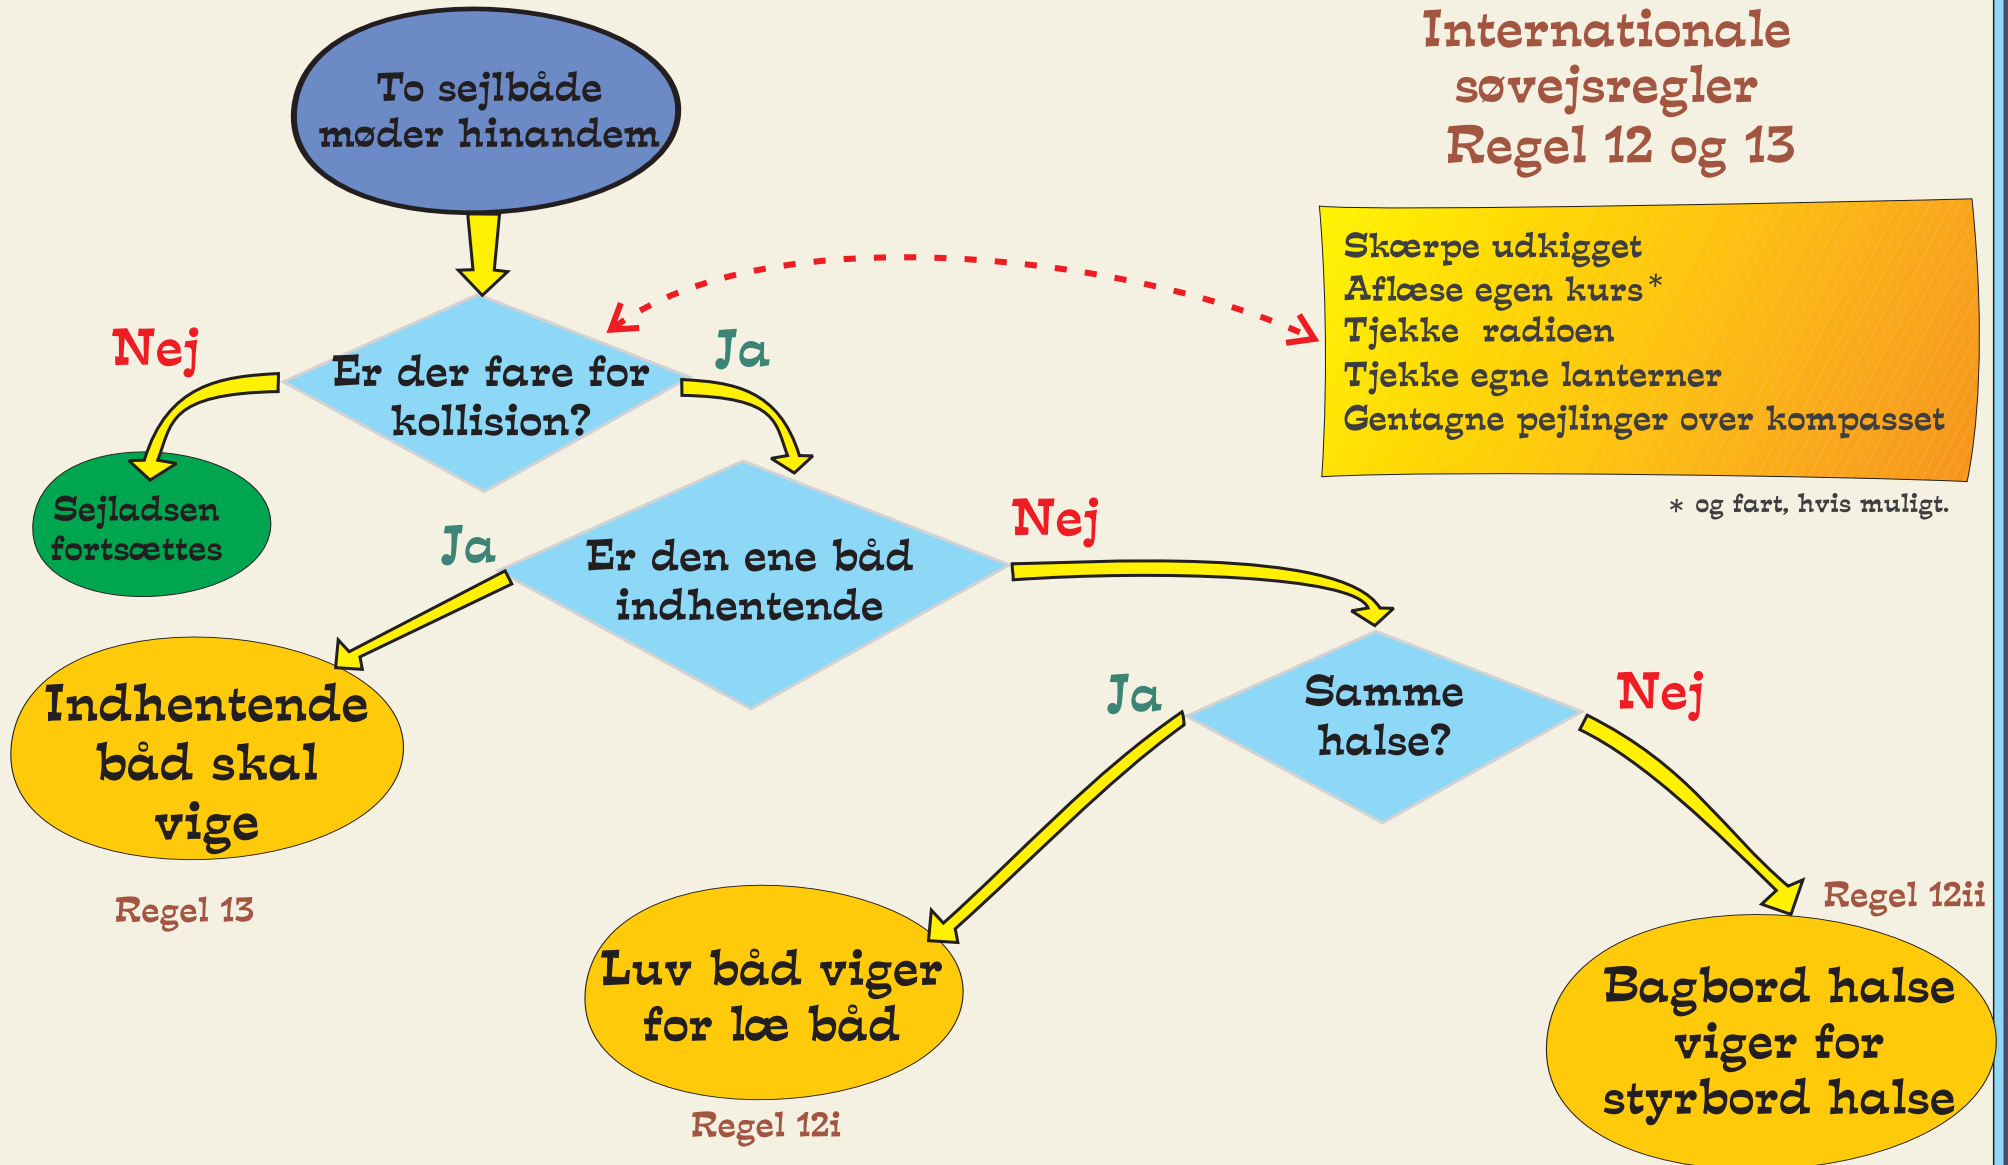 Internationale
søvejsregler
Regel 12 og 13
To sejlbåde
møder hinandem
Skærpe udkigget
Aflæse egen kurs*
Tjekke radioen
Tjekke egne lanterner
Gentagne pejlinger over kompasset
* og fart, hvis muligt.
Nej
Er der fare for
kollision?
Ja
Sejladsen
fortsættes
Ja
Er den ene båd
indhentende
Nej
Indhentende
båd skal
vige
Regel 13
Ja
Samme
halse?
Nej
Luv båd viger
for læ båd
Regel 12i
Regel 12ii
Bagbord halse
viger for
styrbord halse